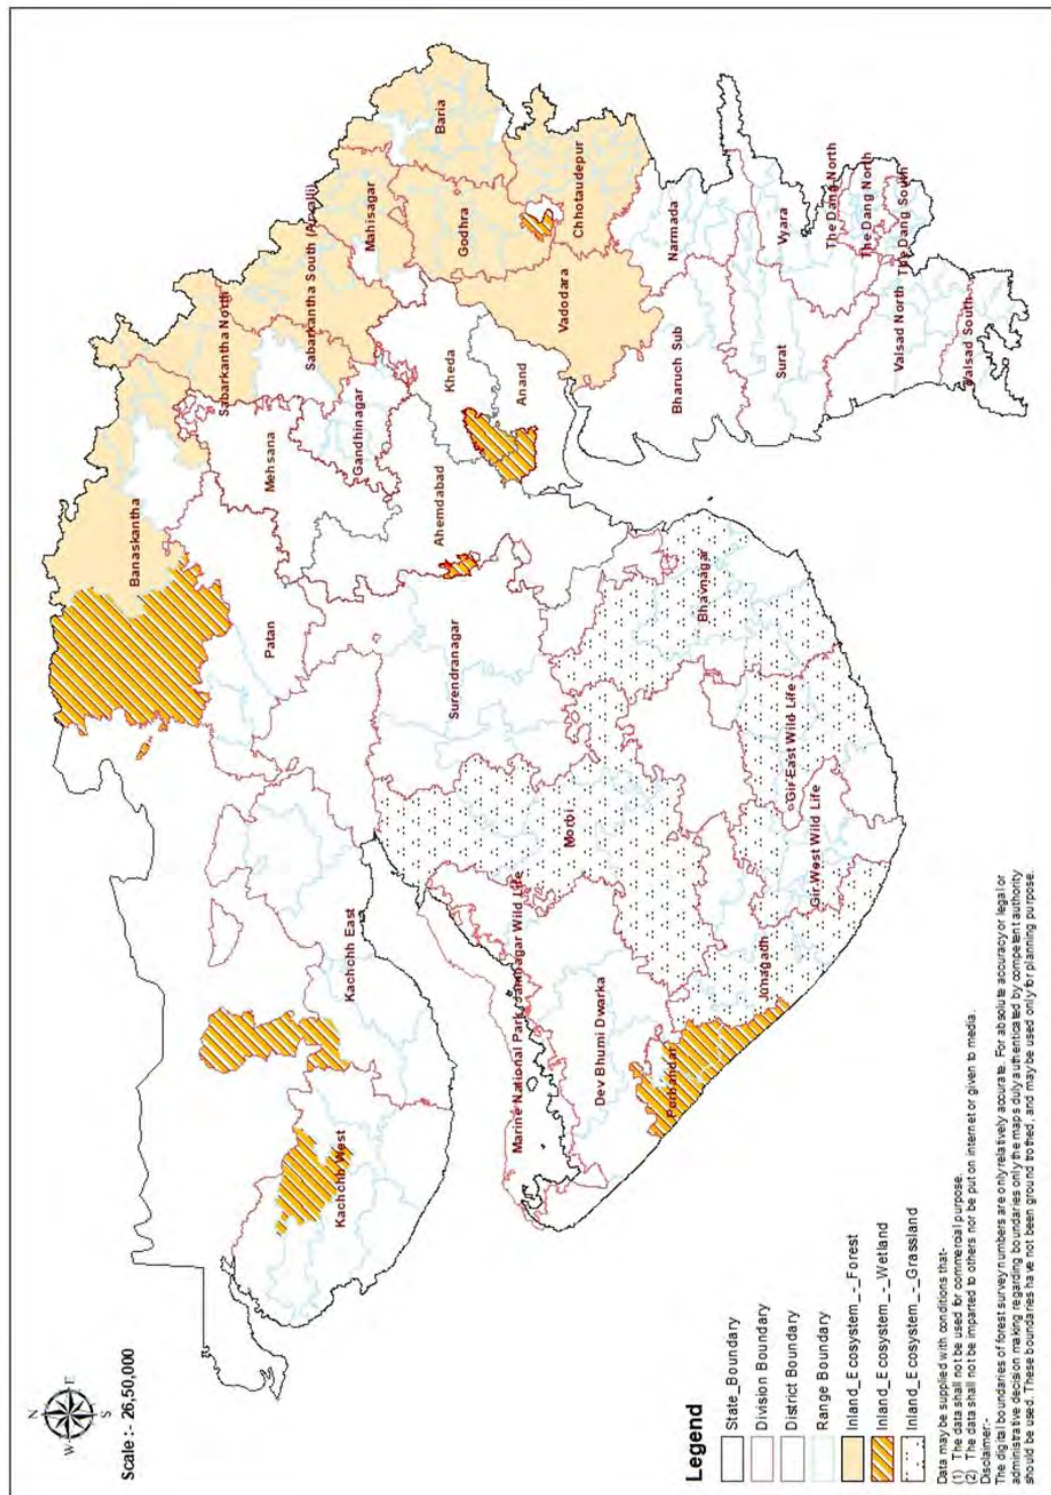 N
W
E
S
Scale :- 26,50,000
Banaskantha
Sabarkantha North
Sabarkantha South (Arvalli)
Mahisagar
Baria
Patan
Mehsana
Gandhinagar
Kheda
Godhra
Chhotaudepur
Ahemdabad
Anand
Vadodara
Narmada
Bharuch Sub
Surat
Vyara
The Dang North
The Dang North
The Dang South
Valsad North
Valsad South
Kachchh West
Kachchh East
Surendranagar
Morbi
Bhavnagar
Marine National Park (Jamnagar Wild Life
Dev Bhumi Dwarka
Porbandar
Junagadh
Gir West Wild Life
Gir East Wild Life
Legend
State_Boundary
Division Boundary
District Boundary
Range Boundary
Inland_Ecosystem_-_Forest
Inland_Ecosystem_-_Wetland
Inland_Ecosystem_-_Grassland
Data may be supplied with conditions that-
(1) The data shall not be used for commercial purpose.
(2) The data shall not be imparted to others nor be put on internet or given to media.
Disclaimer:-
The digital boundaries of forest survey numbers are only relatively accurate. For absolute accuracy or legal or
administrative decision making regarding boundaries only the maps duly authenticated by competent authority
should be used. These boundaries have not been ground trothed, and may be used only for planning purpose.